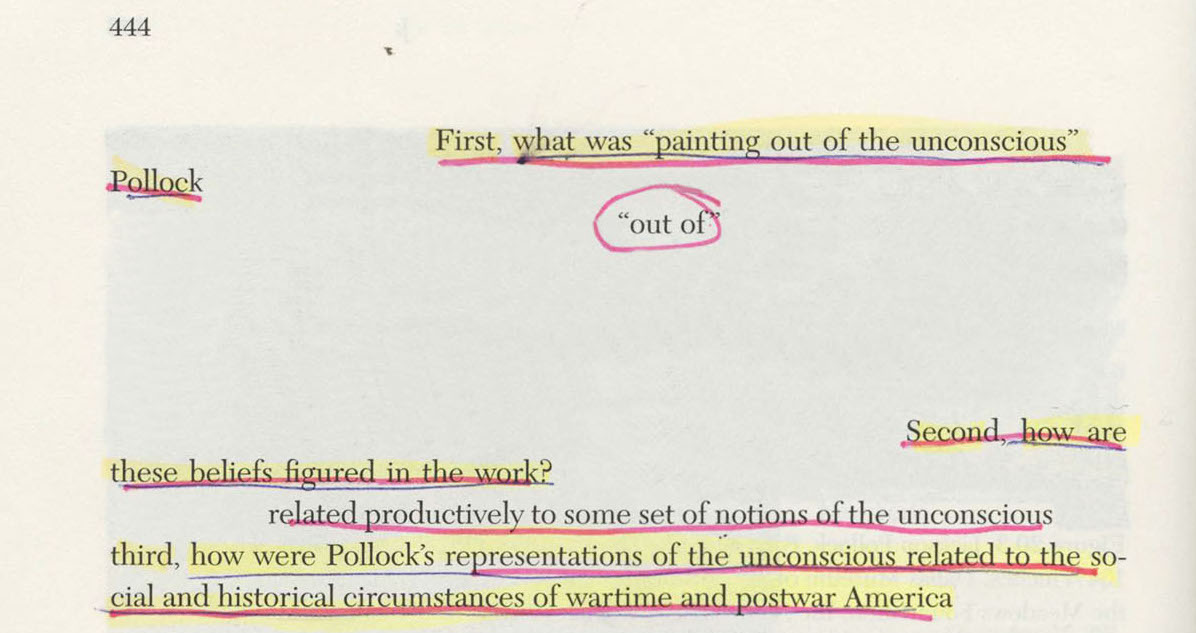 444
First, what was “painting out of the unconscious”
Pollock
“out of”
Second, how are
these beliefs figured in the work?
related productively to some set of notions of the unconscious
third, how were Pollock’s representations of the unconscious related to the so-
cial and historical circumstances of wartime and postwar America